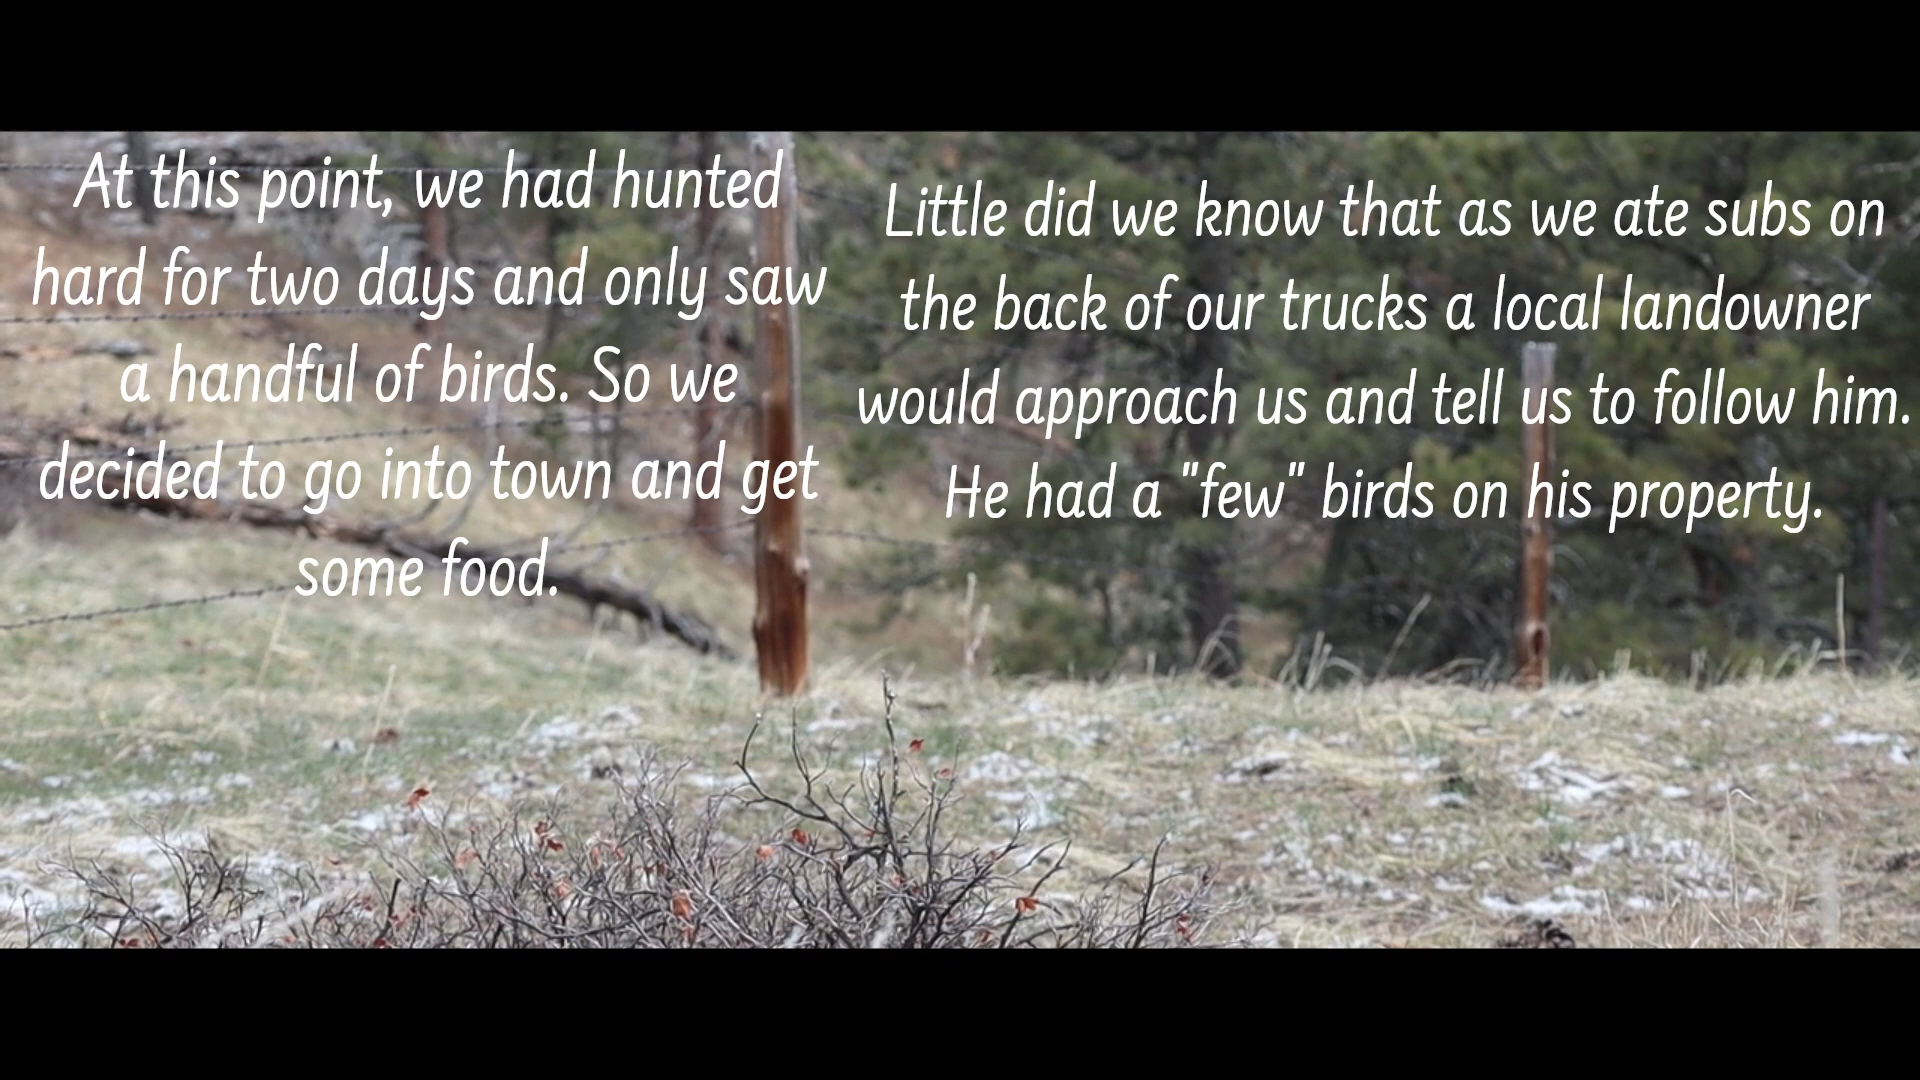 At this point, we had hunted
hard for two days and only saw
a handful of birds. So we
decided to go into town and get
some food.
Little did we know that as we ate subs on
the back of our trucks a local landowner
would approach us and tell us to follow him.
He had a "few" birds on his property.